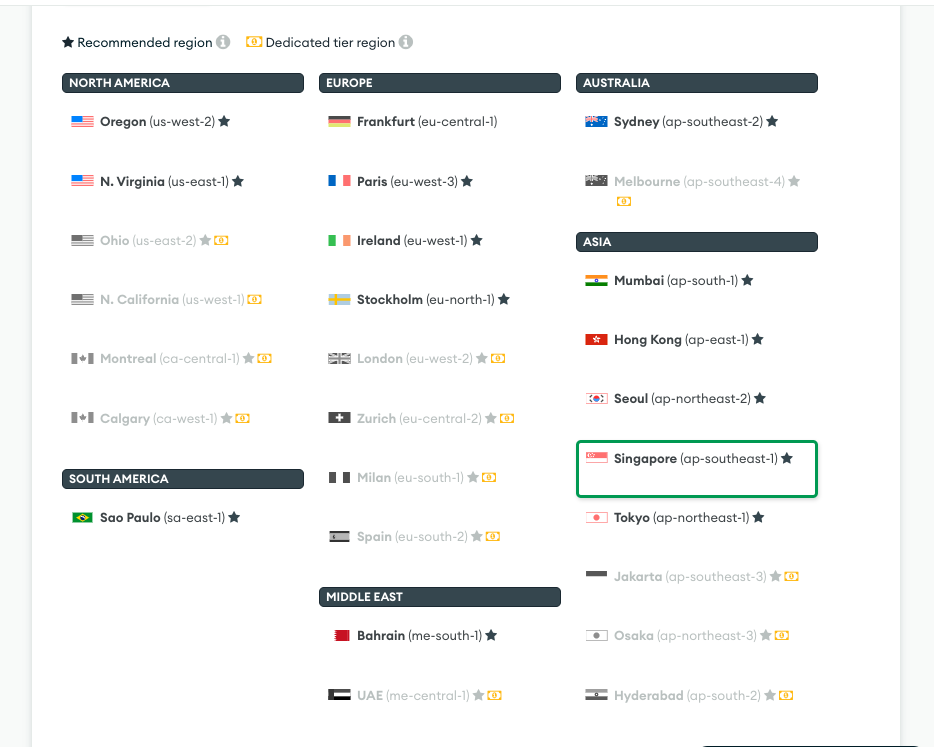 Recommended region
Dedicated tier region
NORTH AMERICA
Oregon (us-west-2)
N. Virginia (us-east-1)
Ohio (us-east-2)
N. California (us-west-1)
Montreal (ca-central-1)
Calgary (ca-west-1)
SOUTH AMERICA
Sao Paulo (sa-east-1)
EUROPE
Frankfurt (eu-central-1)
Paris (eu-west-3)
Ireland (eu-west-1)
Stockholm (eu-north-1)
London (eu-west-2)
Zurich (eu-central-2)
Milan (eu-south-1)
Spain (eu-south-2)
MIDDLE EAST
Bahrain (me-south-1)
UAE (me-central-1)
AUSTRALIA
Sydney (ap-southeast-2)
Melbourne (ap-southeast-4)
ASIA
Mumbai (ap-south-1)
Hong Kong (ap-east-1)
Seoul (ap-northeast-2)
Singapore (ap-southeast-1)
Tokyo (ap-northeast-1)
Jakarta (ap-southeast-3)
Osaka (ap-northeast-3)
Hyderabad (ap-south-2)